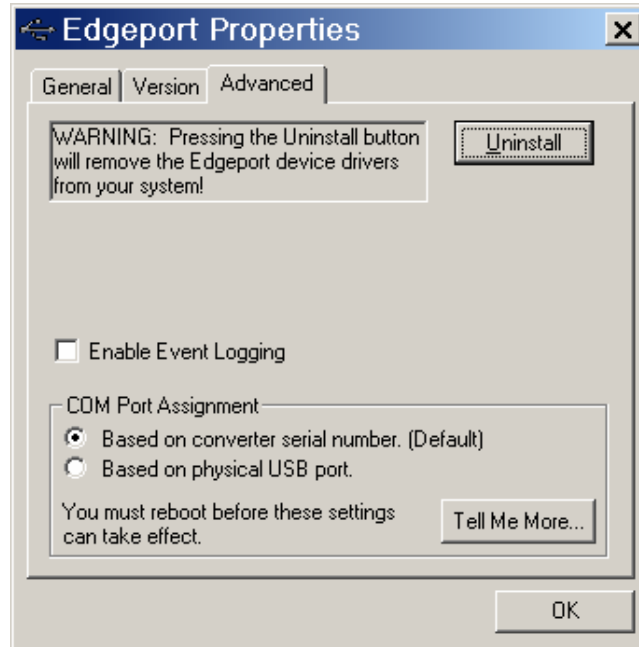 Edgeport Properties
General
Version
Advanced
WARNING: Pressing the Uninstall button
will remove the Edgeport device drivers
from your system!
Uninstall
Enable Event Logging
COM Port Assignment
Based on converter serial number. (Default)
Based on physical USB port.
You must reboot before these settings
can take effect.
Tell Me More...
OK